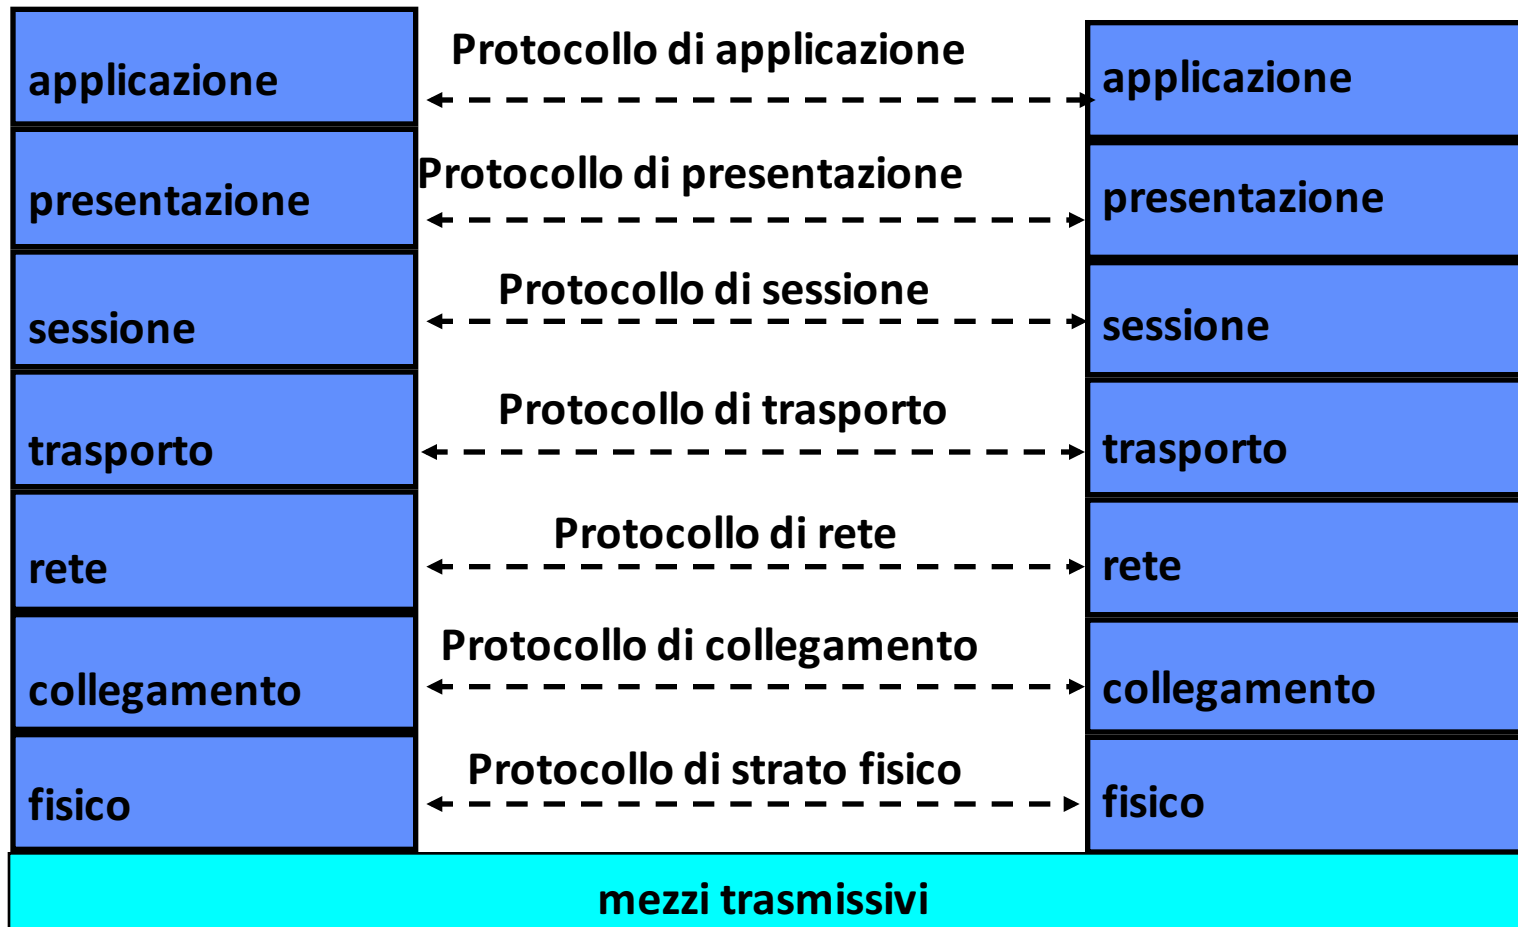 applicazione
Protocollo di applicazione
applicazione
presentazione
Protocollo di presentazione
presentazione
sessione
Protocollo di sessione
sessione
trasporto
Protocollo di trasporto
trasporto
rete
Protocollo di rete
rete
collegamento
Protocollo di collegamento
collegamento
fisico
Protocollo di strato fisico
fisico
mezzi trasmissivi